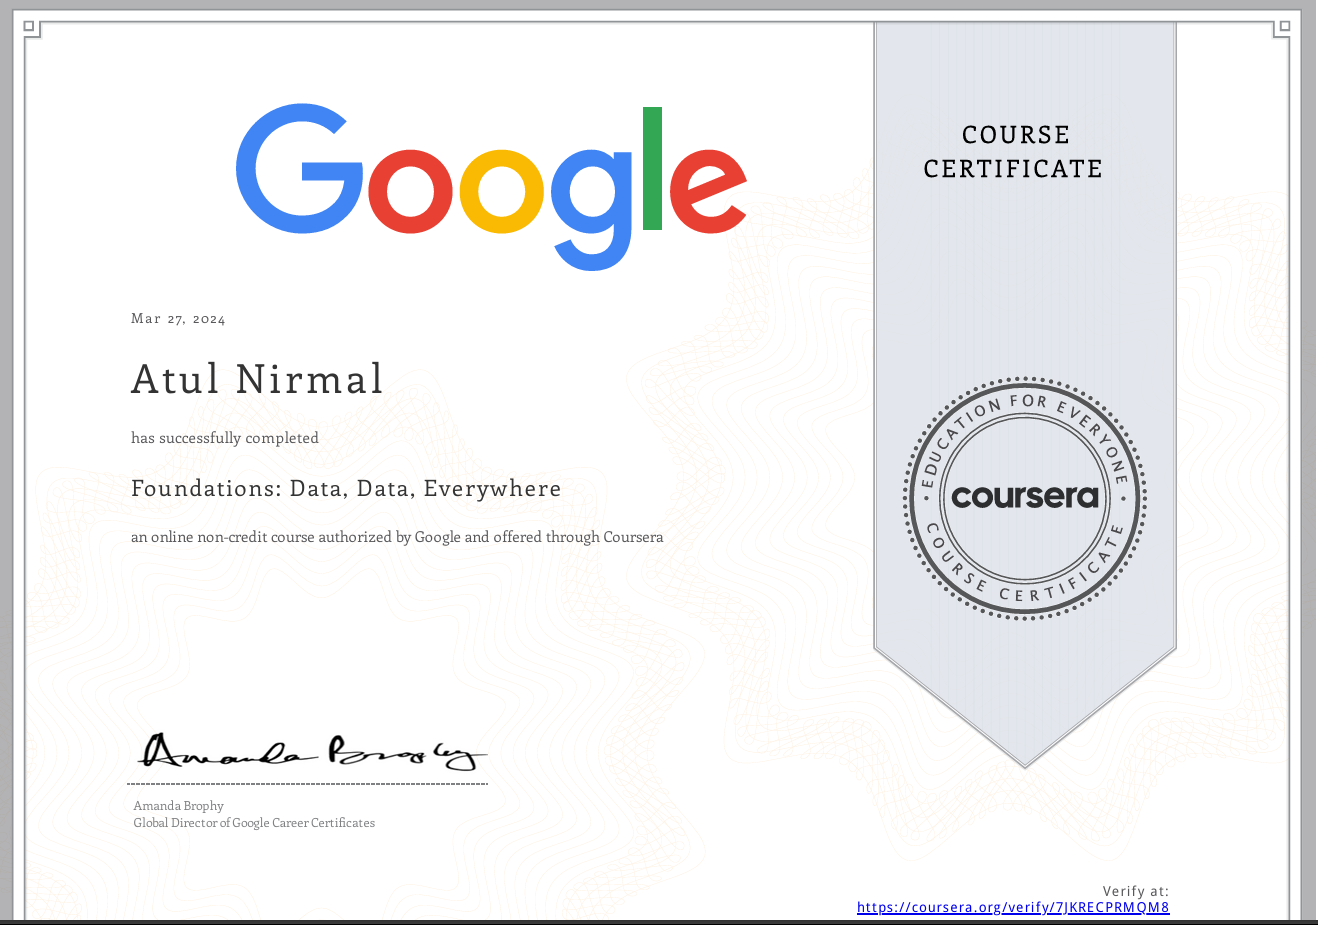 Google
COURSE
CERTIFICATE
Mar 27, 2024
Atul Nirmal
has successfully completed
Foundations: Data, Data, Everywhere
an online non-credit course authorized by Google and offered through Coursera
EDUCATION FOR EVERYONE
coursera
COURSE CERTIFICATE
Amanda Brophy
Amanda Brophy
Global Director of Google Career Certificates
Verify at:
https://coursera.org/verify/7JKRECPRMQM8